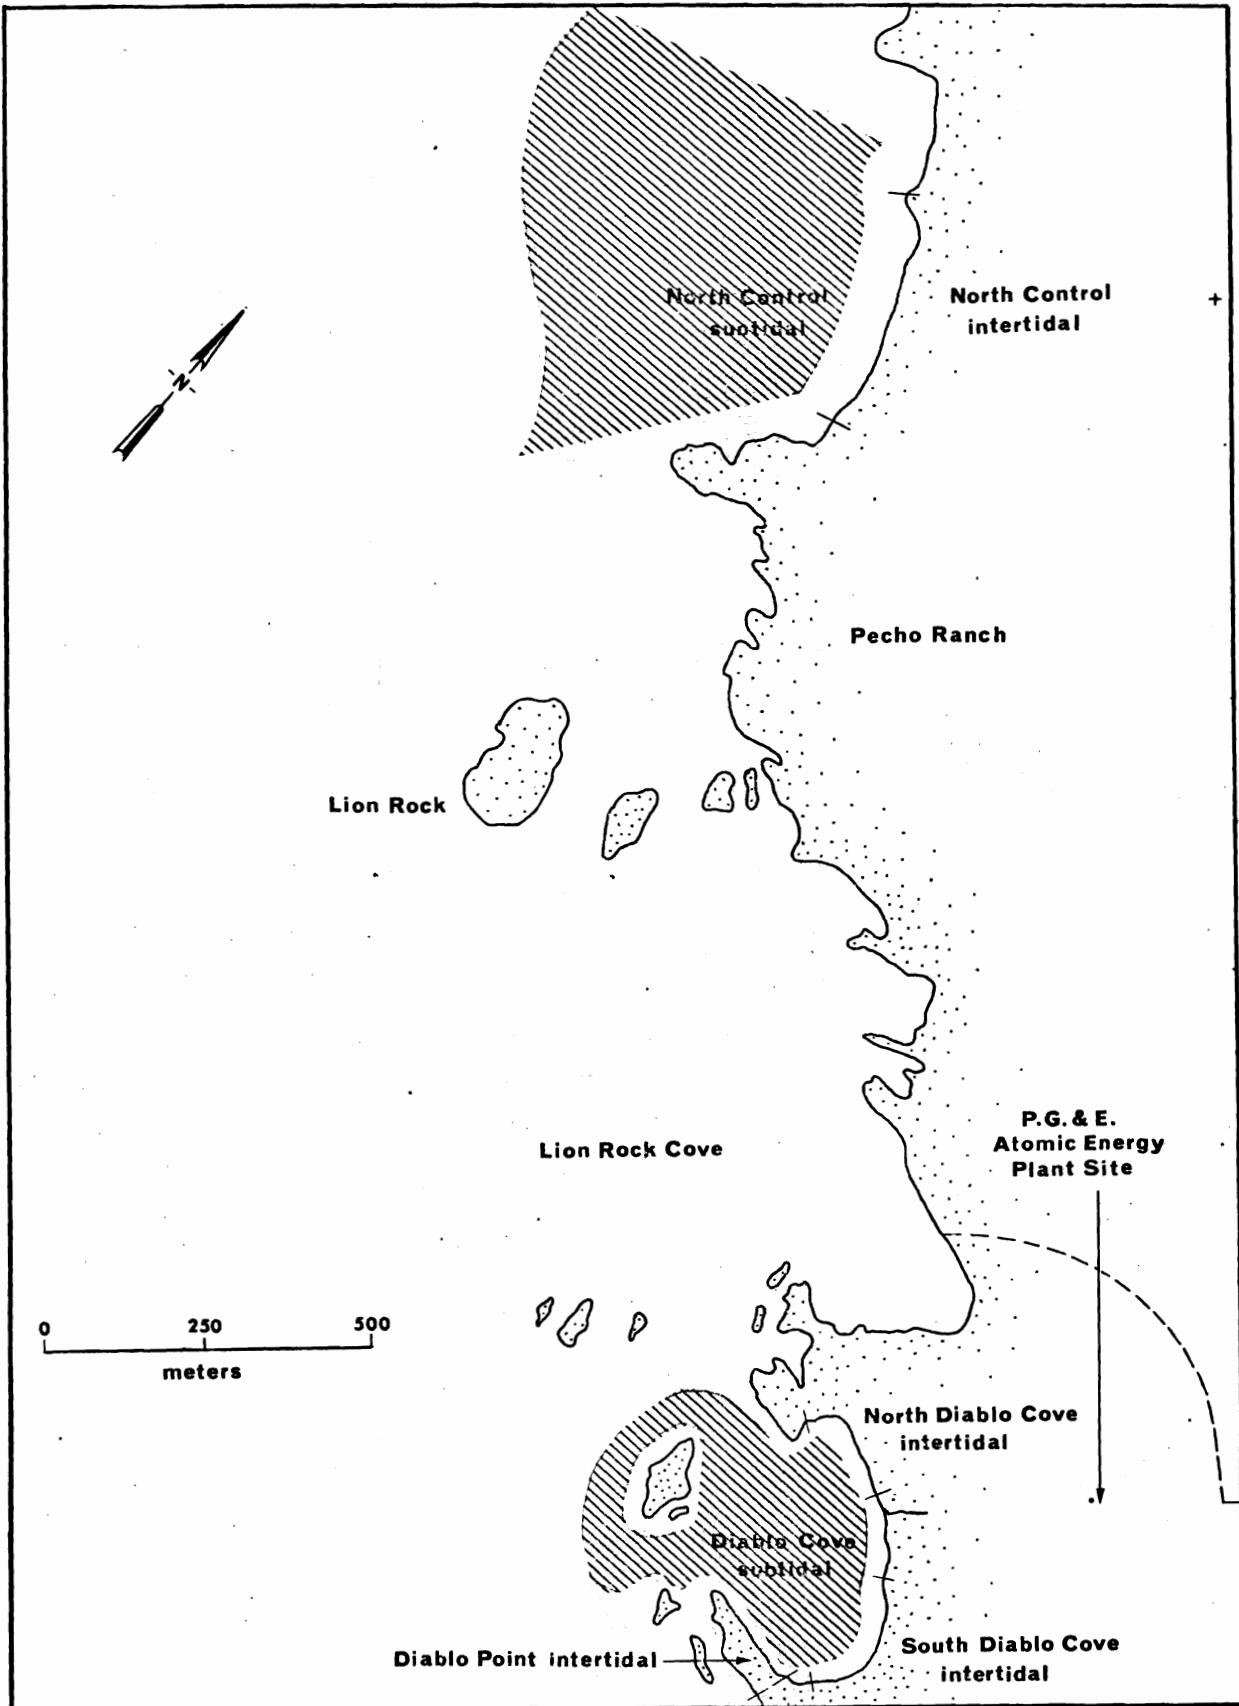 North Control
subtidal
North Control
intertidal
N
Pecho Ranch
Lion Rock
P.G. & E.
Atomic Energy
Plant Site
Lion Rock Cove
0 250 500
meters
North Diablo Cove
intertidal
Diablo Cove
subtidal
South Diablo Cove
intertidal
Diablo Point intertidal